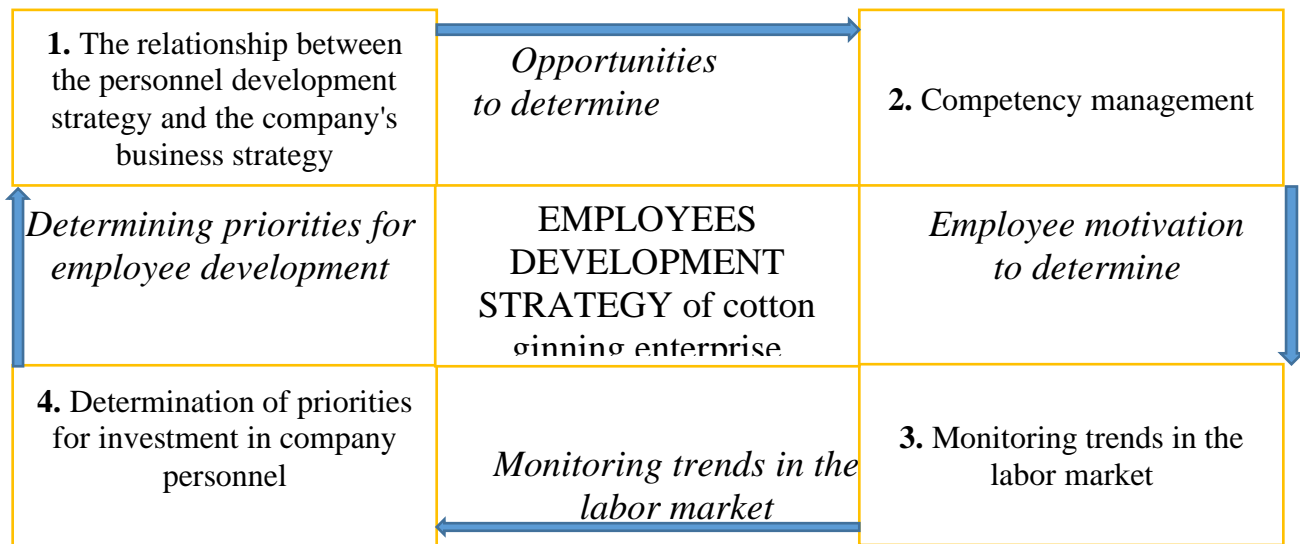 1. The relationship between
the personnel development
strategy and the company's
business strategy
Opportunities
to determine
2. Competency management
Determining priorities for
employee development
EMPLOYEES
DEVELOPMENT
STRATEGY of cotton
ginning enterprise
Employee motivation
to determine
4. Determination of priorities
for investment in company
personnel
Monitoring trends in the
labor market
3. Monitoring trends in the
labor market